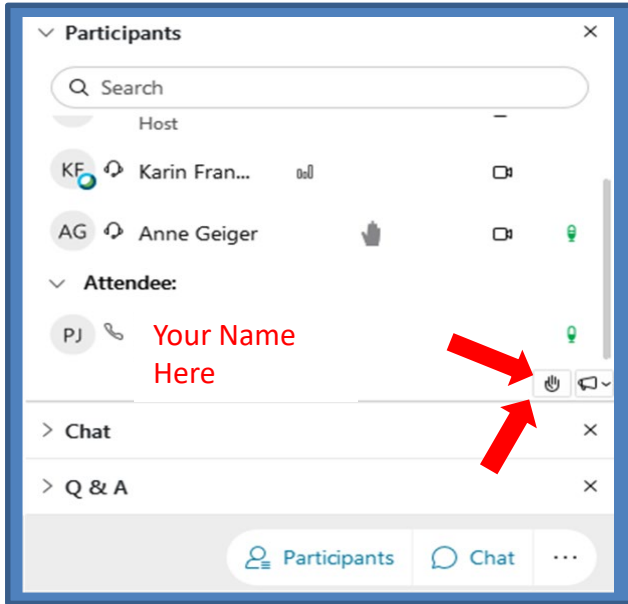 Participants
Search
Host
KF Karin Fran...
AG Anne Geiger
Attendee:
PJ Your Name
Here
Chat
Q & A
Participants Chat ...